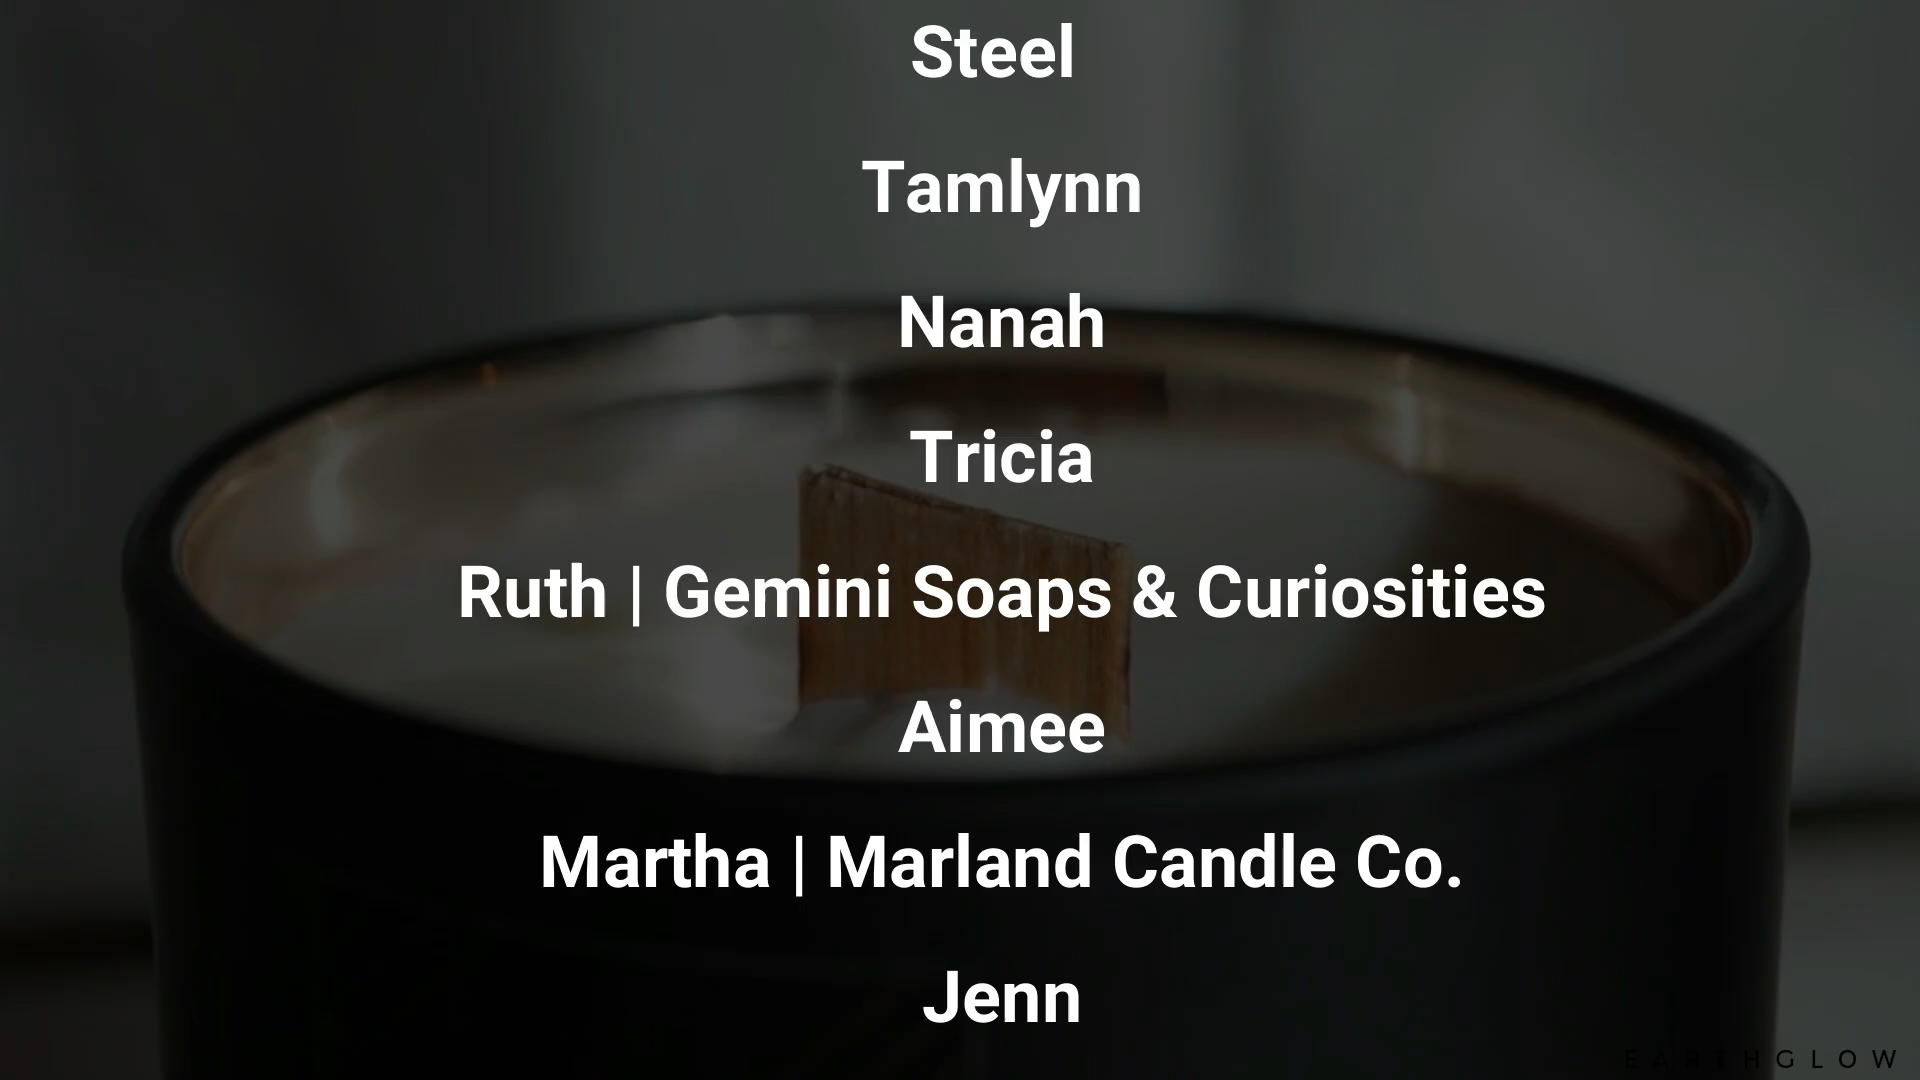 Steel
Tamlynn
Nanah
Tricia
Ruth | Gemini Soaps & Curiosities
Aimee
Martha | Marland Candle Co.
Jenn
EARTHGLOW